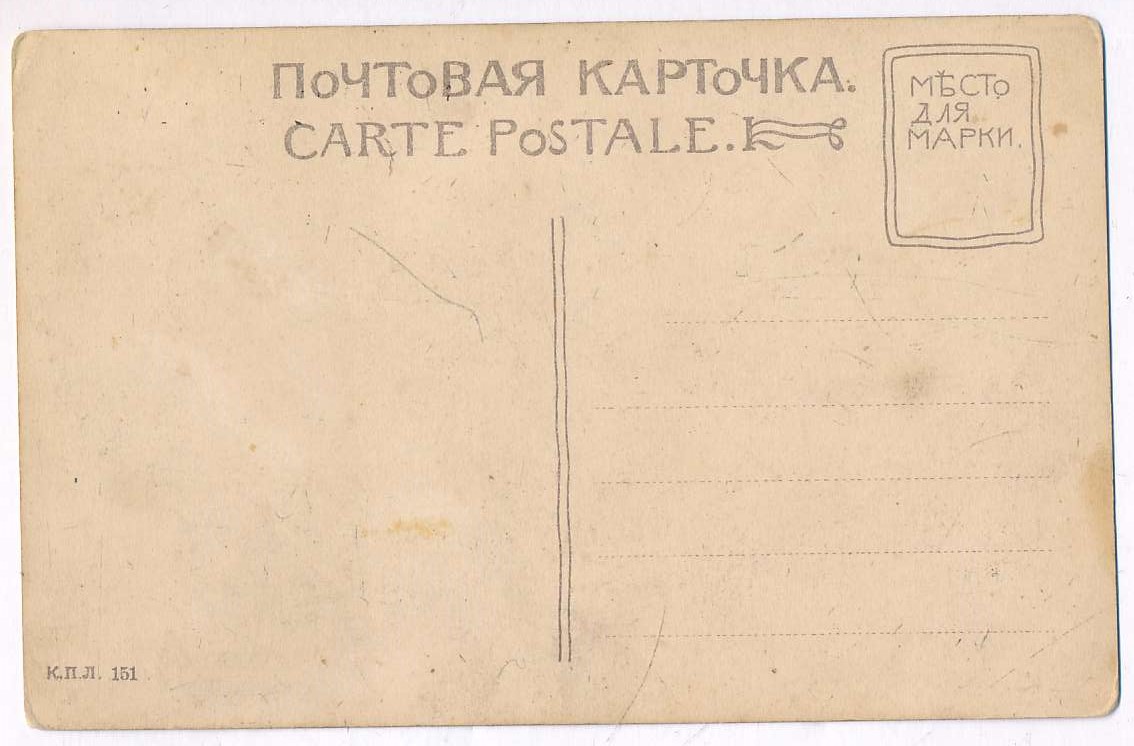 ПОЧТОВАЯ КАРТОЧКА.
CARTE POSTALE.
МѢСТО
ДЛЯ
МАРКИ.
К.П.Л. 151